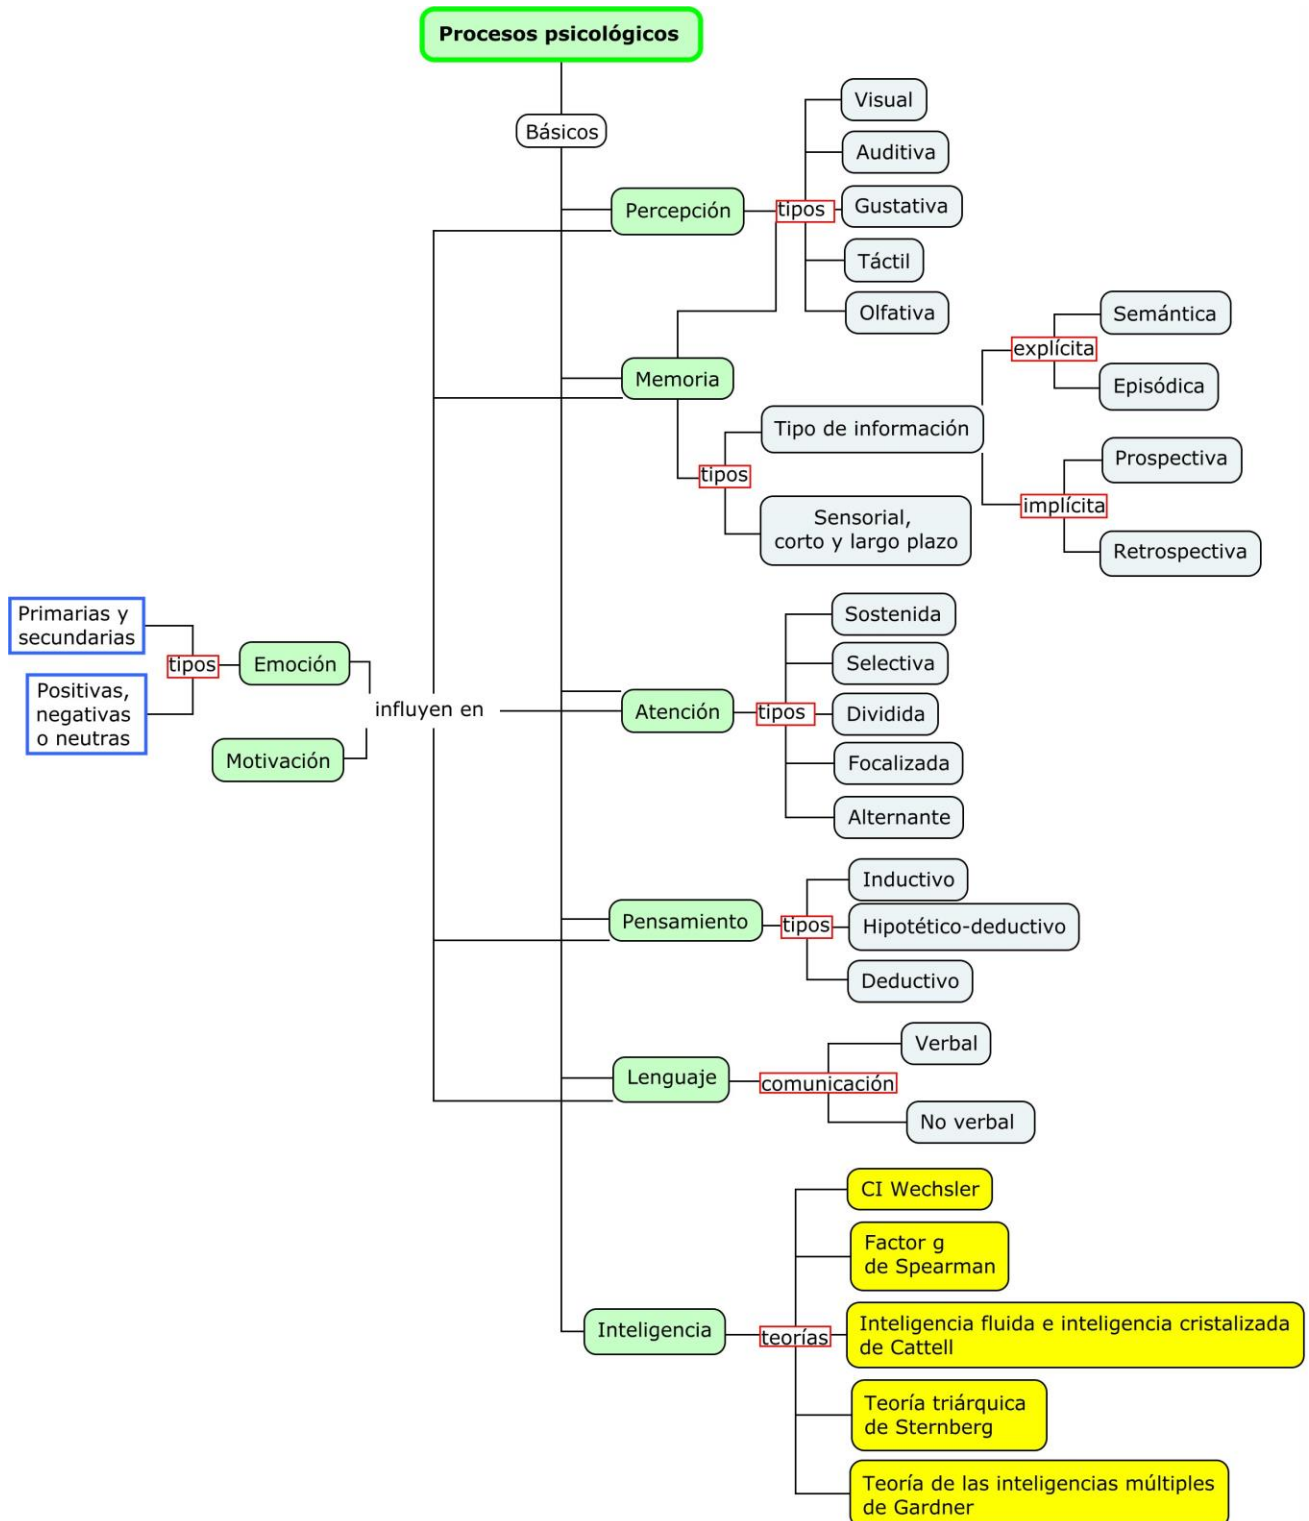 Procesos psicológicos
Básicos
Percepción
tipos
Visual
Auditiva
Gustativa
Táctil
Olfativa
Memoria
tipos
Tipo de información
explícita
Semántica
Episódica
implícita
Prospectiva
Retrospectiva
Sensorial,
corto y largo plazo
Primarias y
secundarias
Positivas,
negativas
o neutras
tipos
Emoción
Motivación
influyen en
Atención
tipos
Sostenida
Selectiva
Dividida
Focalizada
Alternante
Pensamiento
tipos
Inductivo
Hipotético-deductivo
Deductivo
Lenguaje
comunicación
Verbal
No verbal
Inteligencia
teorías
CI Wechsler
Factor g
de Spearman
Inteligencia fluida e inteligencia cristalizada
de Cattell
Teoría triárquica
de Sternberg
Teoría de las inteligencias múltiples
de Gardner